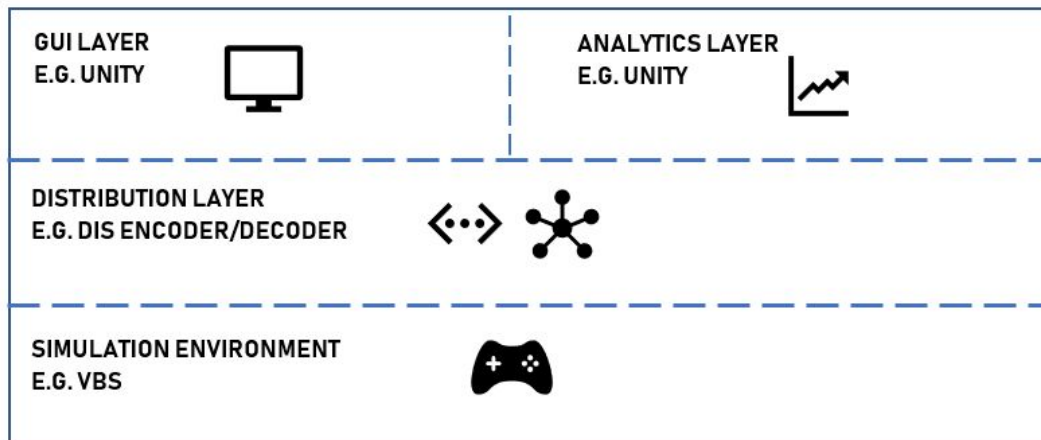 GUI LAYER
E.G. UNITY
ANALYTICS LAYER
E.G. UNITY
DISTRIBUTION LAYER
E.G. DIS ENCODER/DECODER
SIMULATION ENVIRONMENT
E.G. VBS